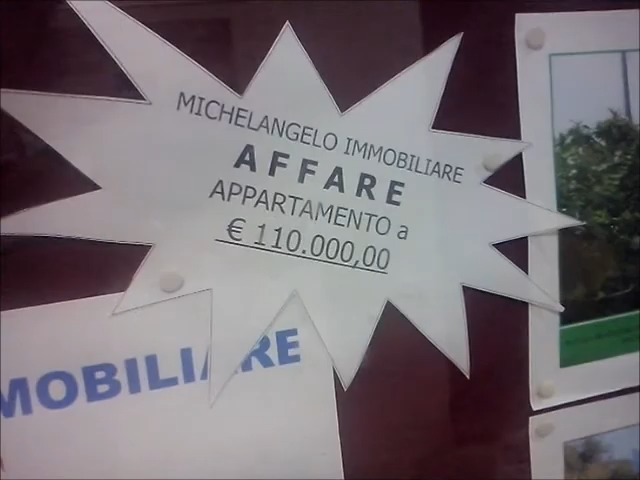 MICHELANGELO IMMOBILIARE
AFFARE
APPARTAMENTO a
€ 110.000,00
MOBILIARE